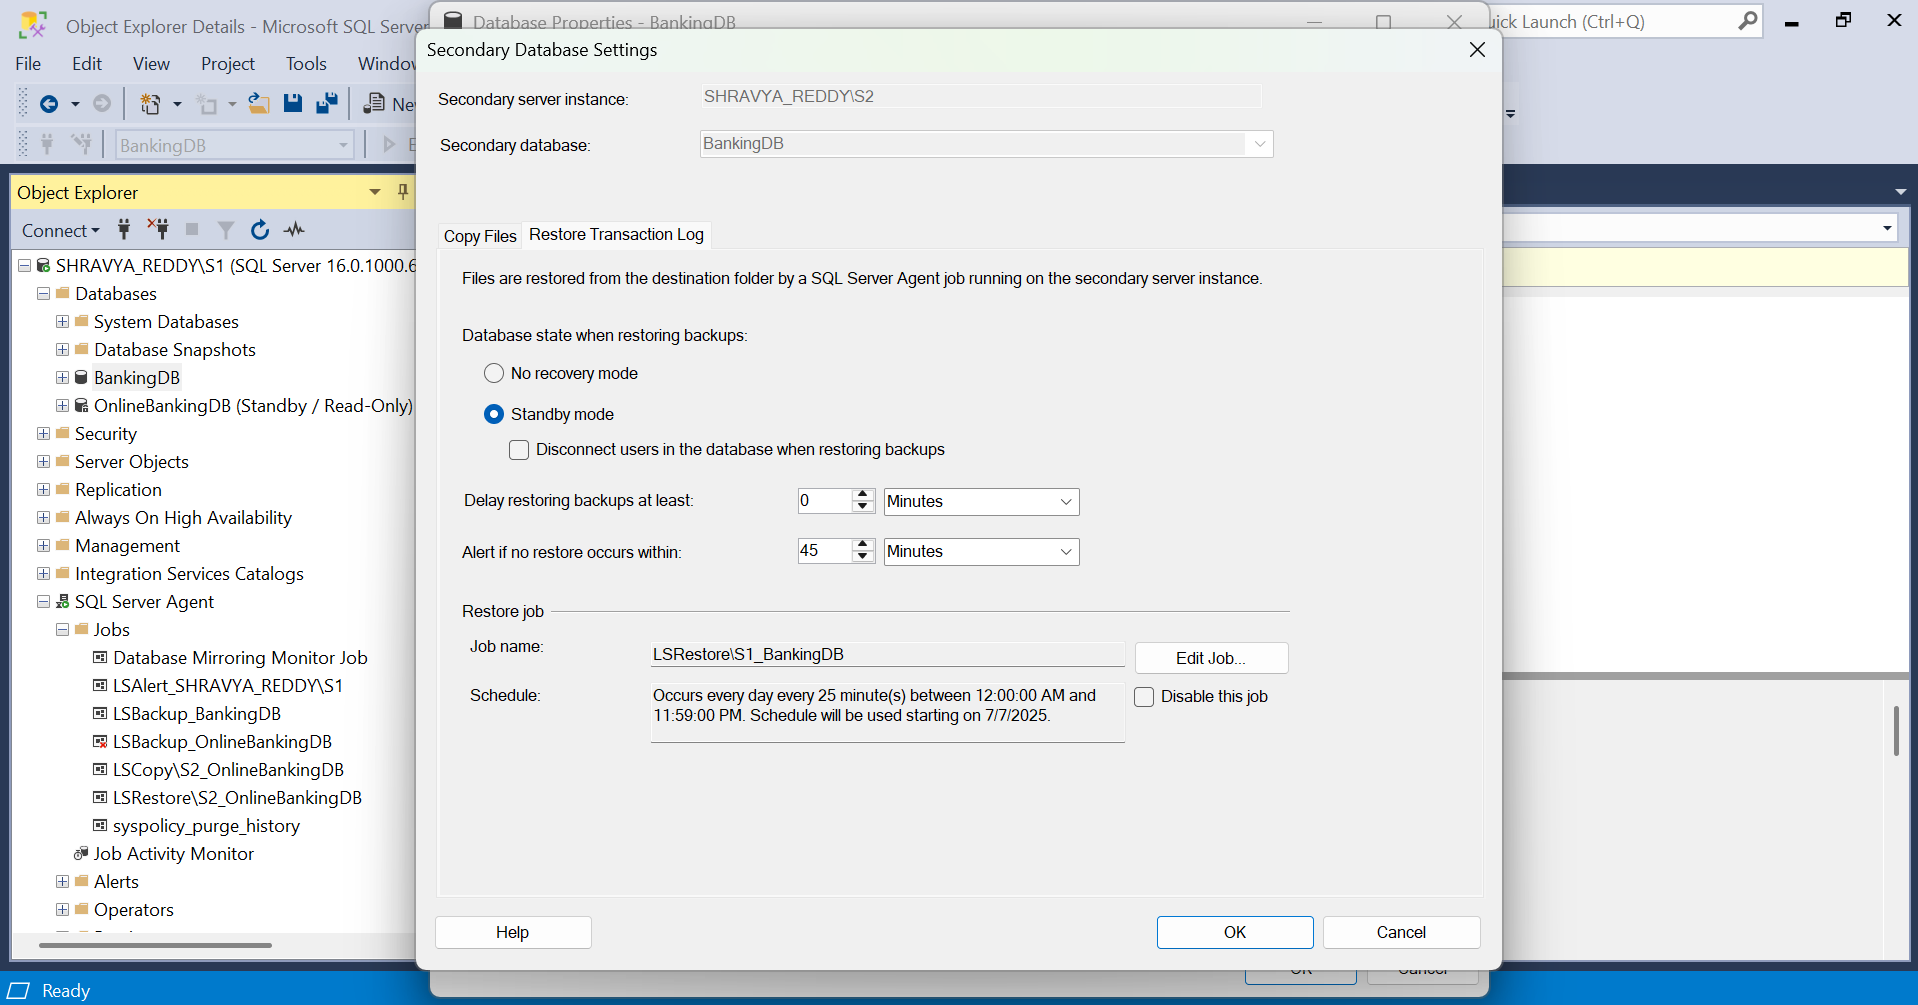 Object Explorer Details - Microsoft SQL Server
Database Properties - BankingDB
Quick Launch (Ctrl+Q)
File Edit View Project Tools Window
BankingDB
Object Explorer
Connect
SHRAVYA_REDDY\S1 (SQL Server 16.0.1000.6
Databases
System Databases
Database Snapshots
BankingDB
OnlineBankingDB (Standby / Read-Only)
Security
Server Objects
Replication
Always On High Availability
Management
Integration Services Catalogs
SQL Server Agent
Jobs
Database Mirroring Monitor Job
LSAlert_SHRAVYA_REDDY\S1
LSBackup_BankingDB
LSBackup_OnlineBankingDB
LSCopy\S2_OnlineBankingDB
LSRestore\S2_OnlineBankingDB
syspolicy_purge_history
Job Activity Monitor
Alerts
Operators
Ready
Secondary Database Settings
Secondary server instance: SHRAVYA_REDDY\S2
Secondary database: BankingDB
Copy Files Restore Transaction Log
Files are restored from the destination folder by a SQL Server Agent job running on the secondary server instance.
Database state when restoring backups:
No recovery mode
Standby mode
Disconnect users in the database when restoring backups
Delay restoring backups at least: 0 Minutes
Alert if no restore occurs within: 45 Minutes
Restore job
Job name: LSRestore\S1_BankingDB Edit Job...
Schedule: Occurs every day every 25 minute(s) between 12:00:00 AM and
11:59:00 PM. Schedule will be used starting on 7/7/2025.
Disable this job
Help OK Cancel
OK Cancel